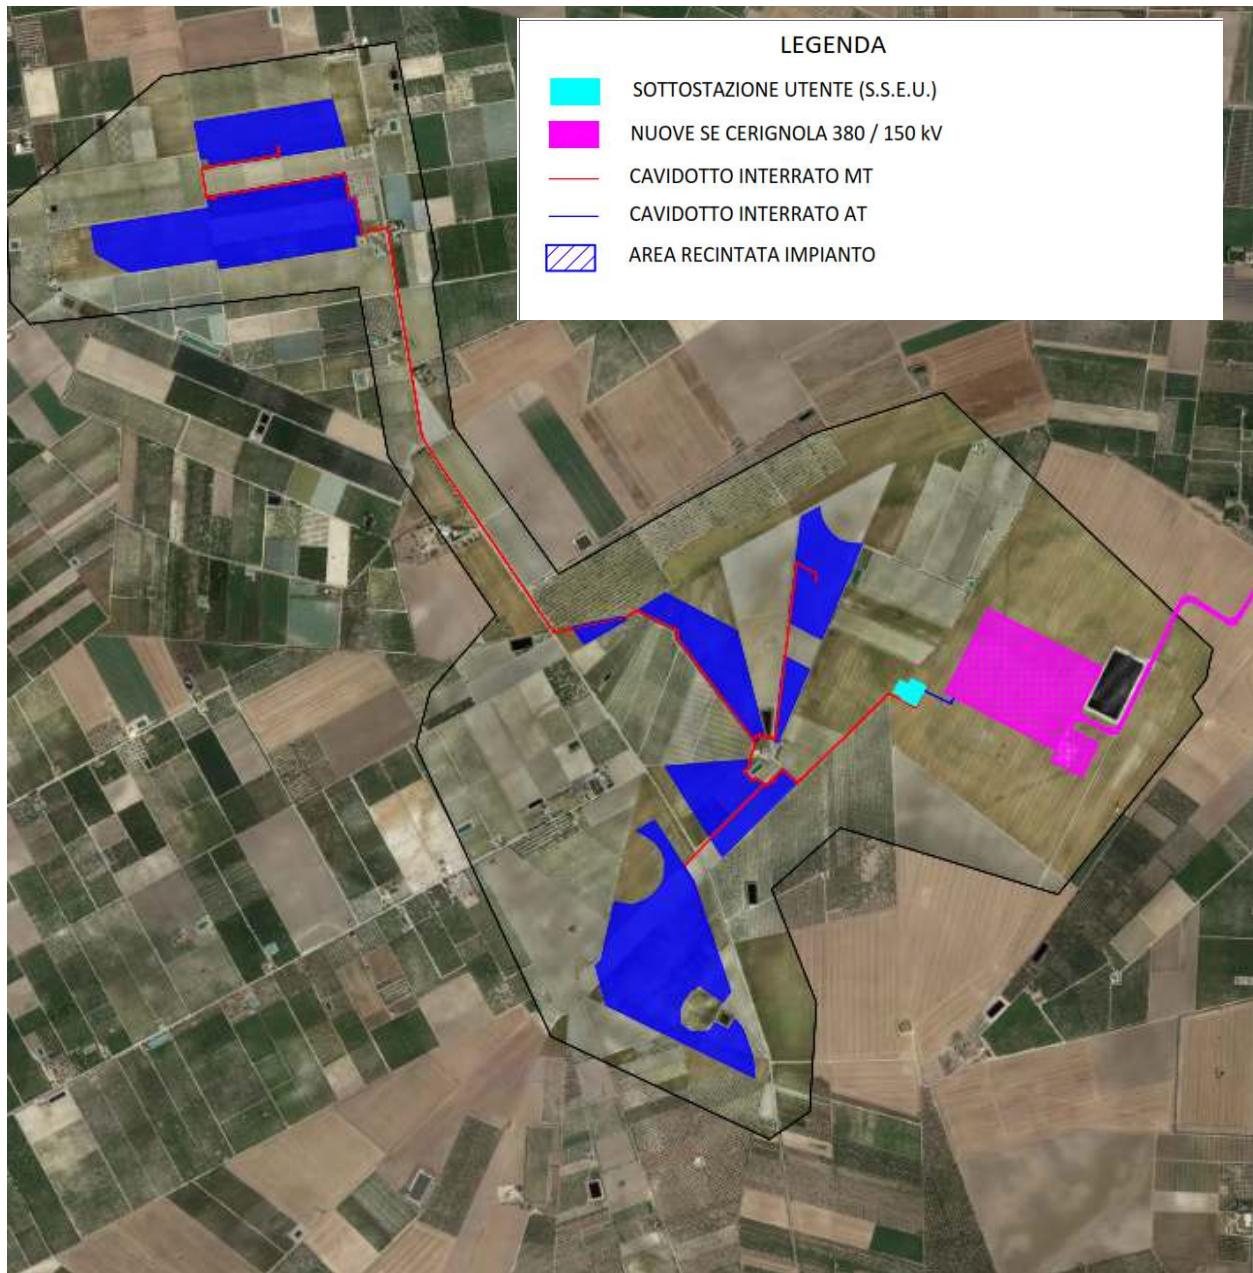 LEGENDA
SOTTOSTAZIONE UTENTE (S.S.E.U.)
NUOVE SE CERIGNOLA 380 / 150 kV
CAVIDOTTO INTERRATO MT
CAVIDOTTO INTERRATO AT
AREA RECINTATA IMPIANTO